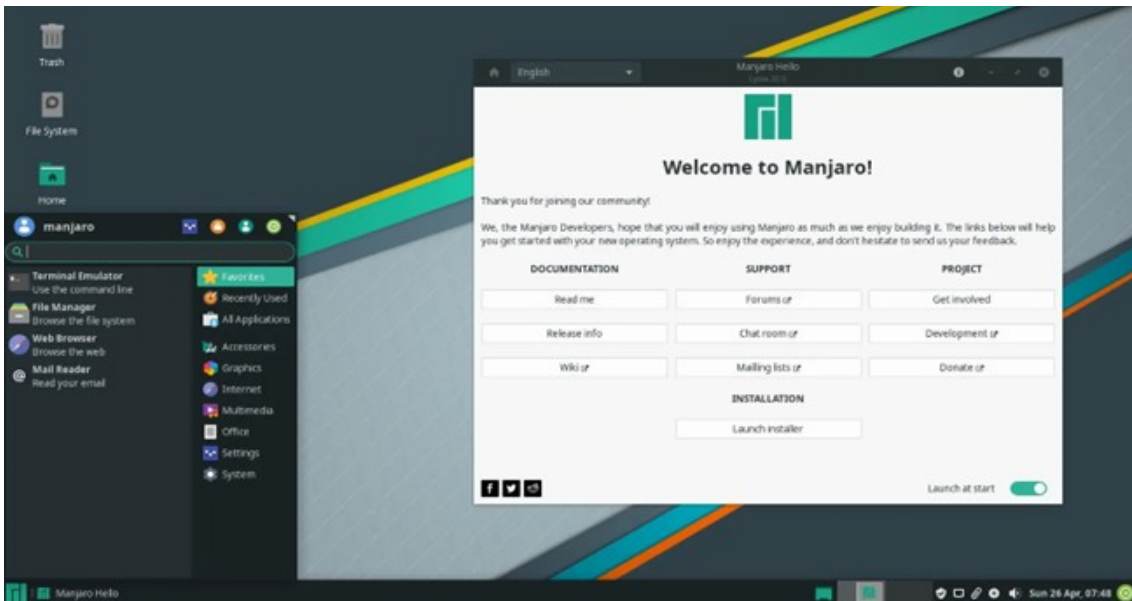 Trash
File System
Home
manjaro
Terminal Emulator
Use the command line
File Manager
Browse the file system
Web Browser
Browse the web
Mail Reader
Read your email
Favorites
Recently Used
All Applications
Accessories
Graphics
Internet
Multimedia
Office
Settings
System
English
Manjaro Hello
Lysia 20.0
Welcome to Manjaro!
Thank you for joining our community!
We, the Manjaro Developers, hope that you will enjoy using Manjaro as much as we enjoy building it. The links below will help
you get started with your new operating system. So enjoy the experience, and don't hesitate to send us your feedback.
DOCUMENTATION SUPPORT PROJECT
Read me Forums Get involved
Release info Chat room Development
Wiki Mailing lists Donate
INSTALLATION
Launch installer
Launch at start
Manjaro Hello
Sun 26 Apr, 07:48